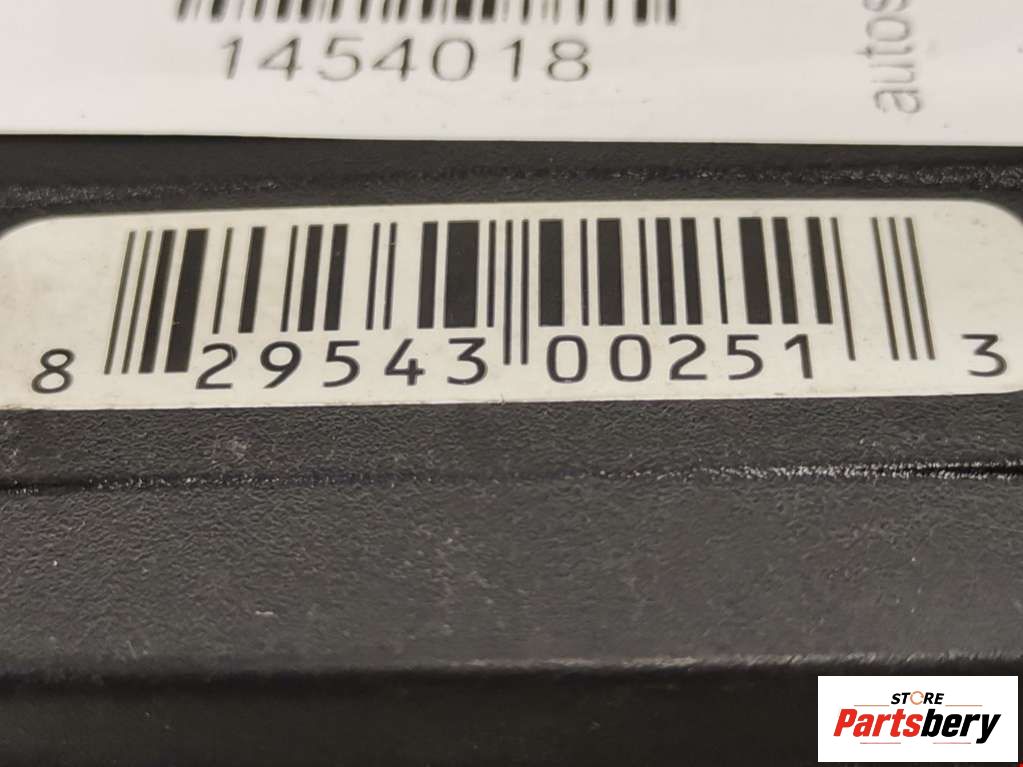 1454018
autos
8 29543 00251 3
STORE
Partsbery